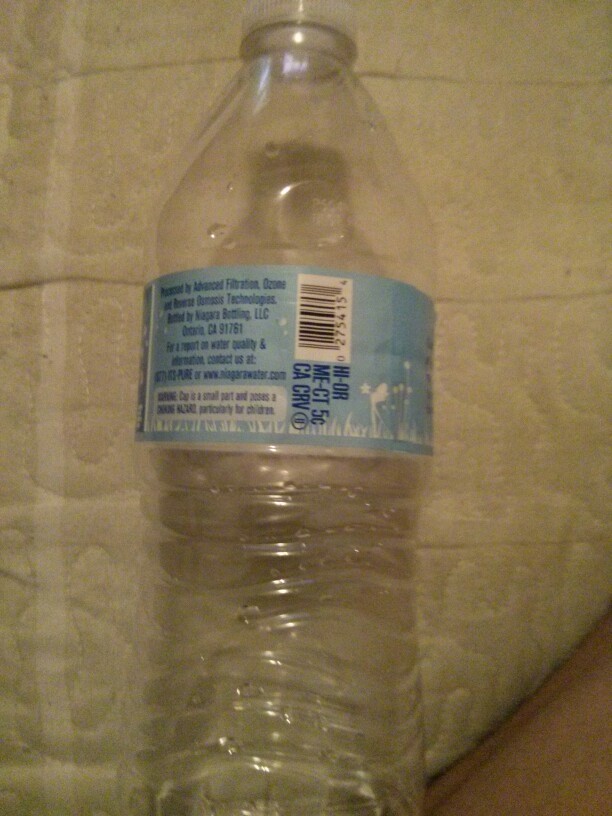 Processed by Advanced Filtration, Ozone
and Reverse Osmosis Technologies.
Bottled by Niagara Bottling, LLC
Ontario, CA 91761
For a report on water quality &
information, contact us at:
(877)-ICE-PURE or www.niagarawater.com
WARNING: Cap is a small part and poses a
CHOKING HAZARD, particularly for children.
0 275415 4
HI-OR
ME-CT 5¢
CA CRV